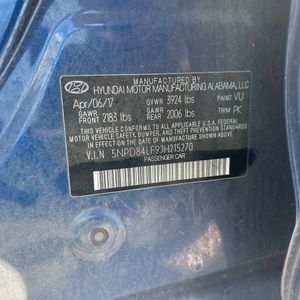 MANUFACTURED BY
HYUNDAI MOTOR MANUFACTURING ALABAMA, LLC
Apr/06/17 GVWR 3924 lbs PAINT VU
GAWR FRONT 2183 lbs GAWR REAR 2006 lbs TRIM PK
THIS VEHICLE CONFORMS TO ALL APPLICABLE U.S. FEDERAL
MOTOR VEHICLE SAFETY, BUMPER, AND THEFT PREVENTION
STANDARDS IN EFFECT ON THE DATE OF MANUFACTURE SHOWN ABOVE.
V.I.N 5NPD84LF9JH215270
PASSENGER CAR